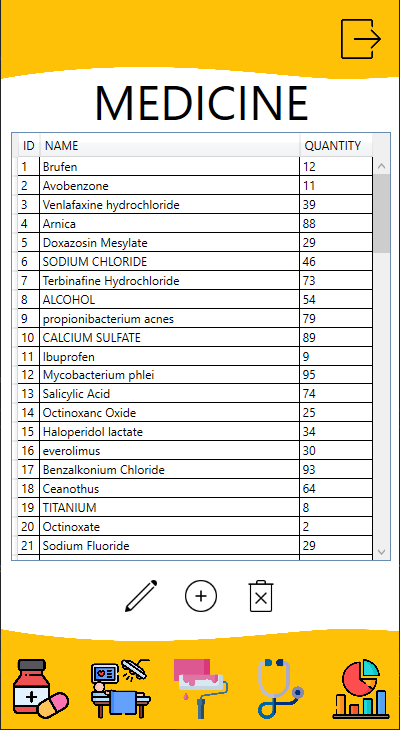 MEDICINE
ID NAME QUANTITY
1 Brufen 12
2 Avobenzone 11
3 Venlafaxine hydrochloride 39
4 Arnica 88
5 Doxazosin Mesylate 29
6 SODIUM CHLORIDE 46
7 Terbinafine Hydrochloride 73
8 ALCOHOL 54
9 propionibacterium acnes 79
10 CALCIUM SULFATE 89
11 Ibuprofen 9
12 Mycobacterium phlei 95
13 Salicylic Acid 74
14 Octinoxanc Oxide 25
15 Haloperidol lactate 34
16 everolimus 30
17 Benzalkonium Chloride 93
18 Ceanothus 64
19 TITANIUM 8
20 Octinoxate 2
21 Sodium Fluoride 29